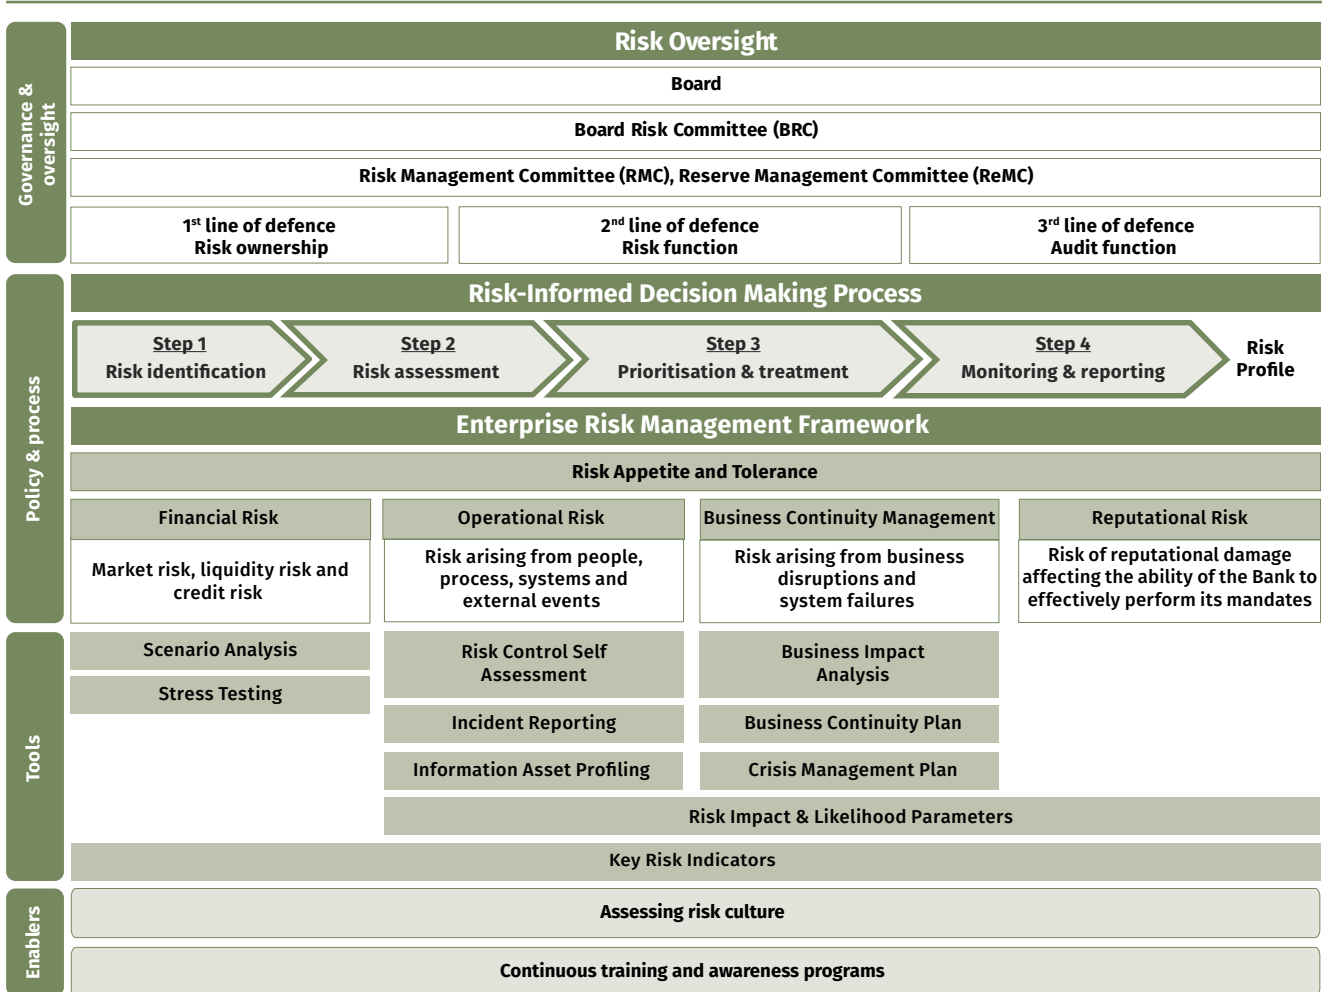 Governance &
oversight
Risk Oversight
Board
Board Risk Committee (BRC)
Risk Management Committee (RMC), Reserve Management Committee (ReMC)
1st line of defence
Risk ownership
2nd line of defence
Risk function
3rd line of defence
Audit function
Policy & process
Risk-Informed Decision Making Process
Step 1
Risk identification
Step 2
Risk assessment
Step 3
Prioritisation & treatment
Step 4
Monitoring & reporting
Risk
Profile
Enterprise Risk Management Framework
Risk Appetite and Tolerance
Financial Risk
Market risk, liquidity risk and
credit risk
Operational Risk
Risk arising from people,
process, systems and
external events
Business Continuity Management
Risk arising from business
disruptions and
system failures
Reputational Risk
Risk of reputational damage
affecting the ability of the Bank to
effectively perform its mandates
Tools
Scenario Analysis
Stress Testing
Risk Control Self
Assessment
Incident Reporting
Information Asset Profiling
Business Impact
Analysis
Business Continuity Plan
Crisis Management Plan
Risk Impact & Likelihood Parameters
Key Risk Indicators
Enablers
Assessing risk culture
Continuous training and awareness programs